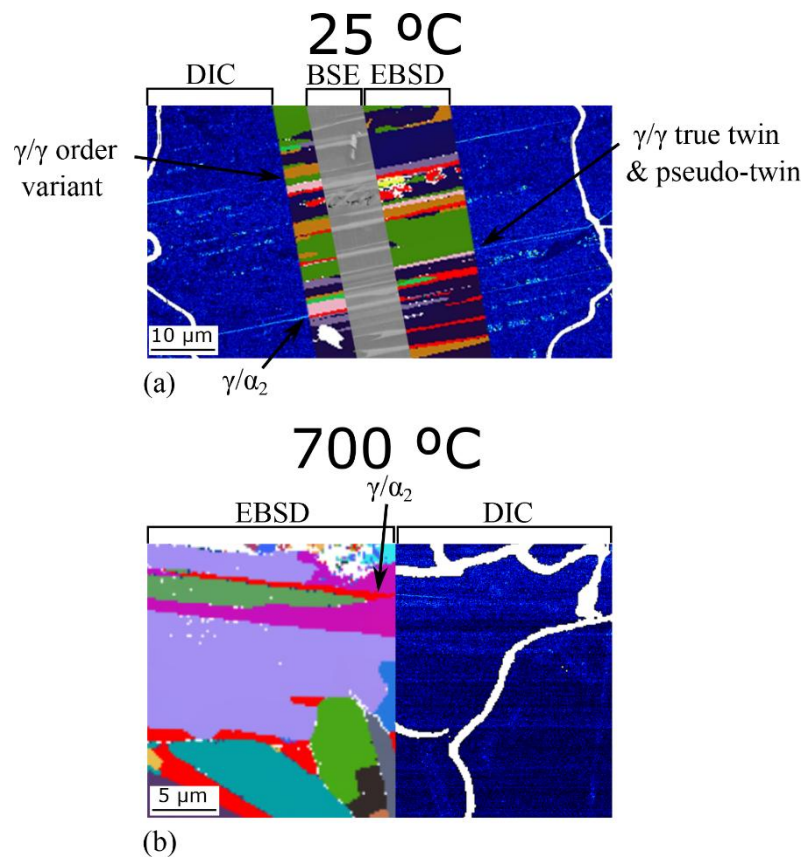 25 ºC
DIC BSE EBSD
γ/γ order
variant
γ/γ true twin
& pseudo-twin
10 μm
γ/α₂
(a)
700 ºC
γ/α₂
EBSD DIC
5 μm
(b)